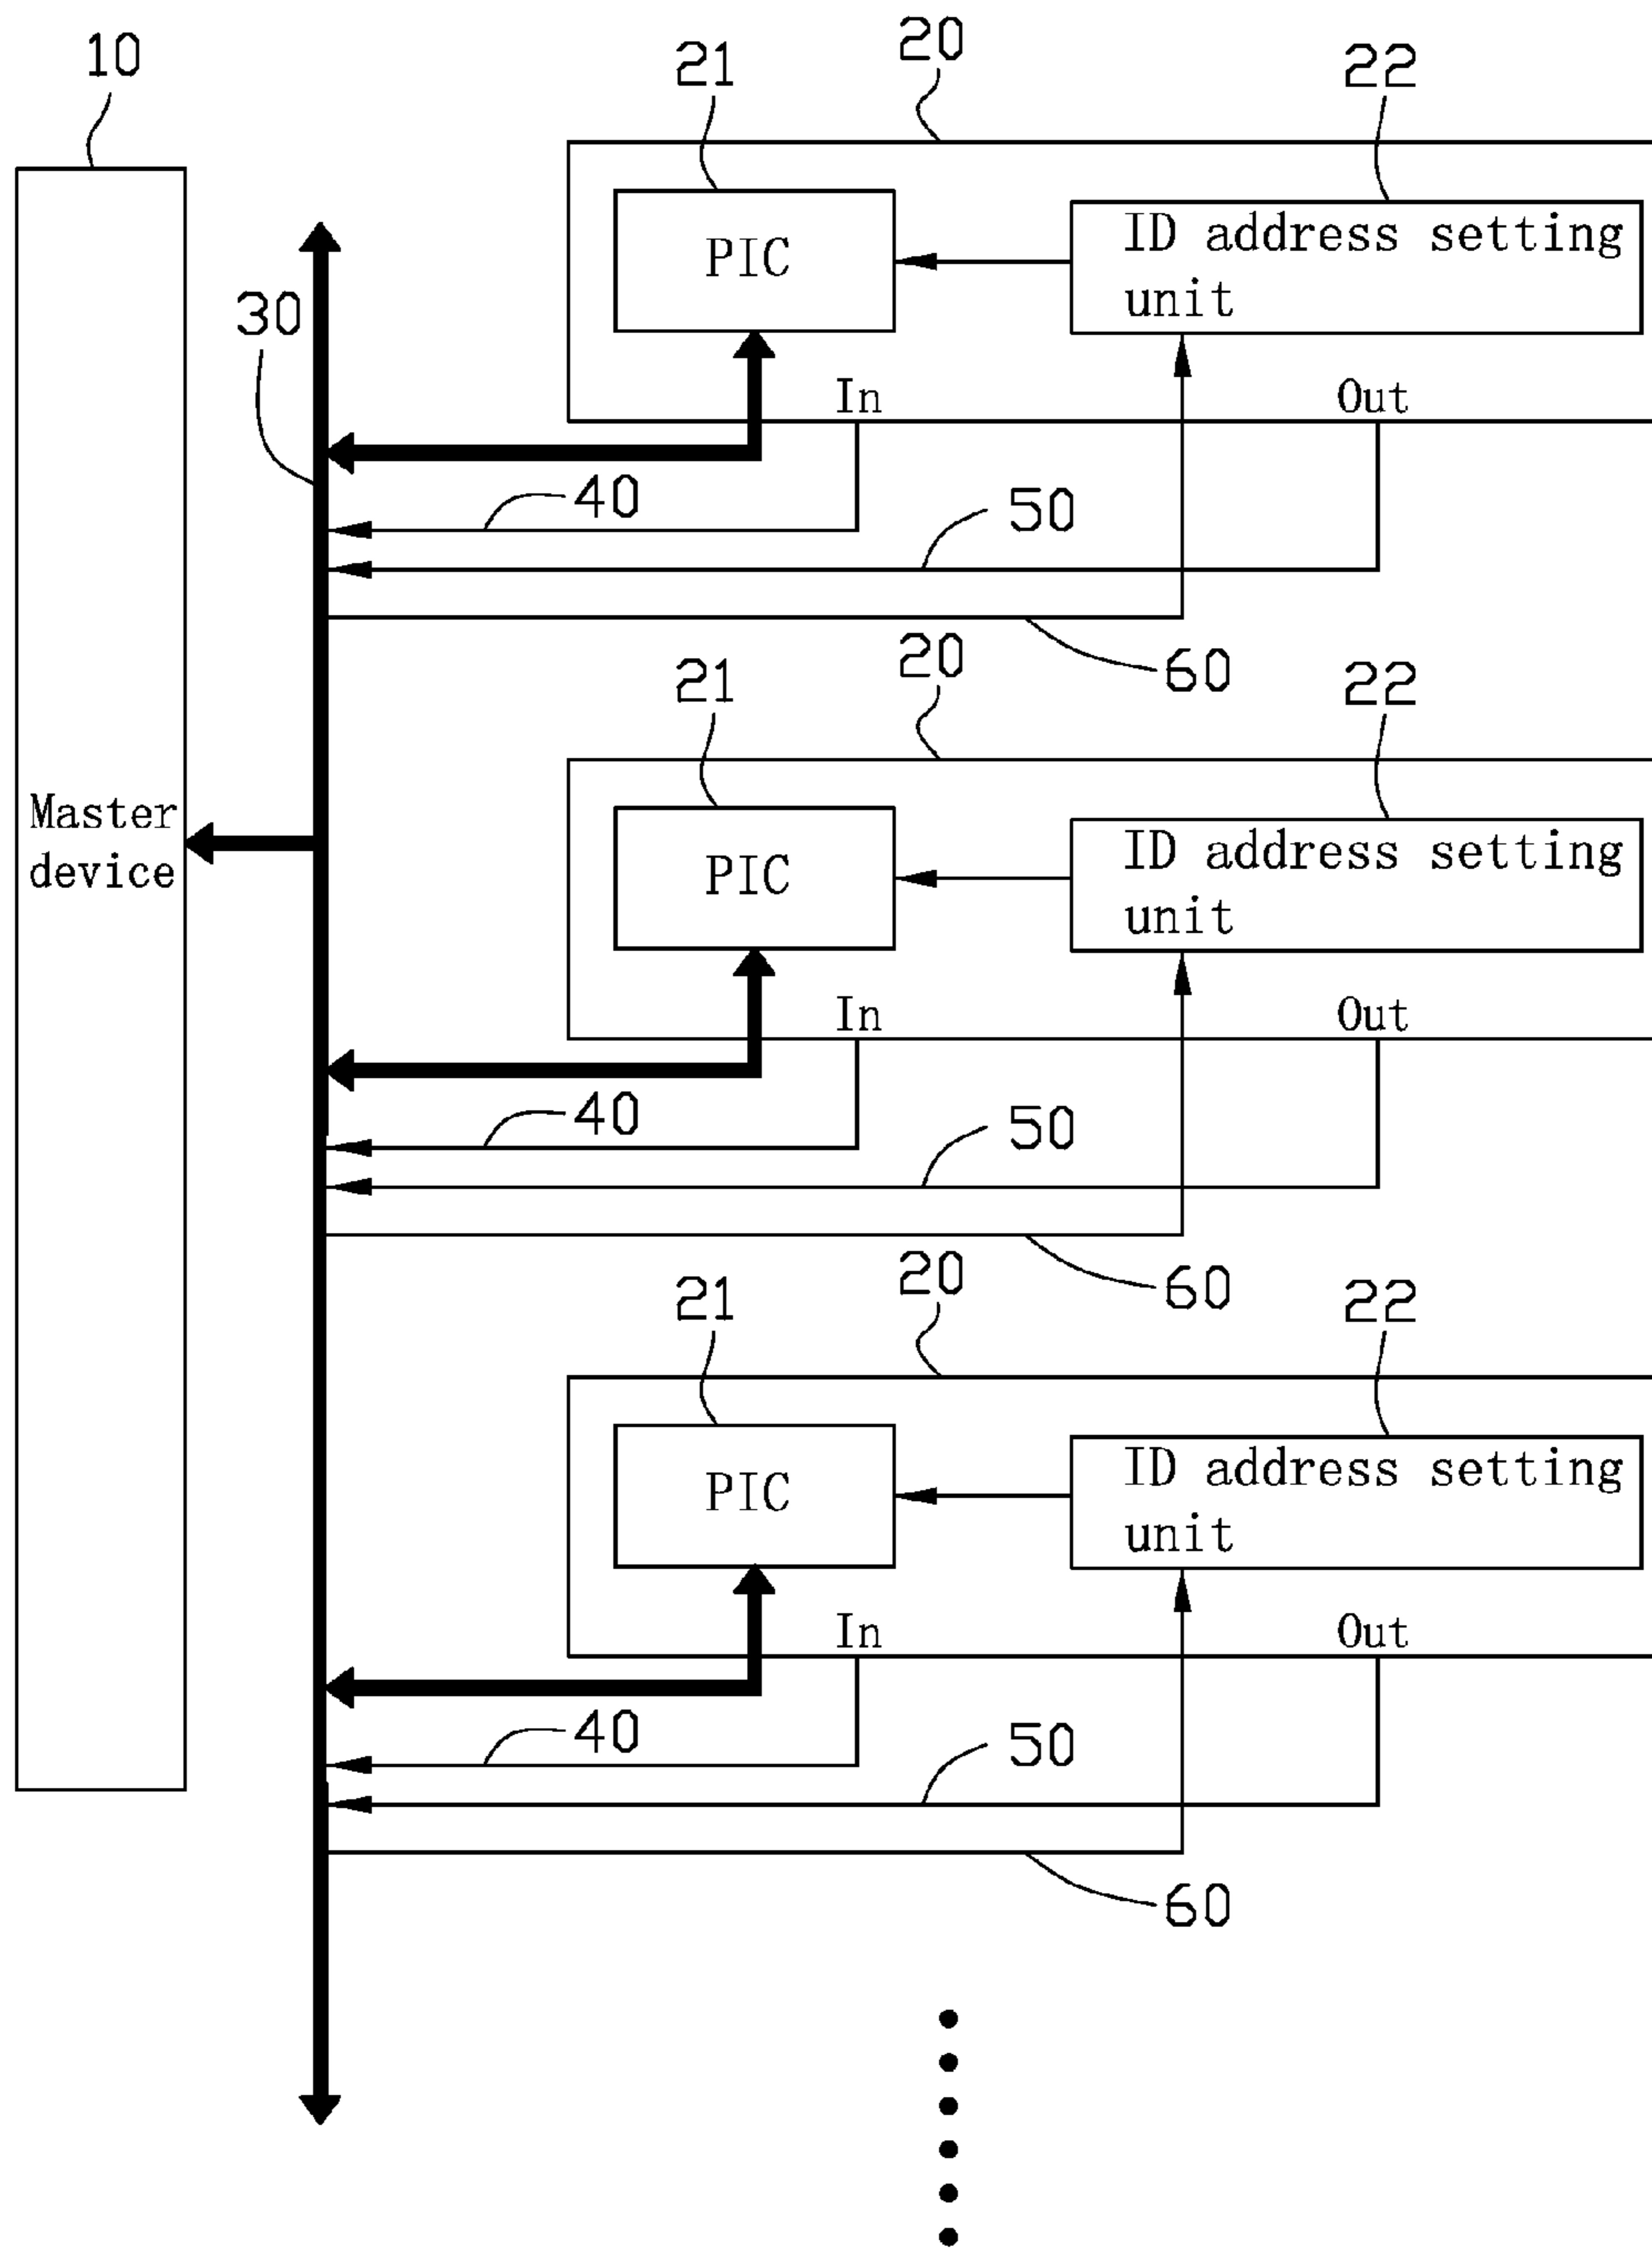 10
21
20
22
PIC
ID address setting
unit
30
In
Out
40
50
60
21
20
22
Master
device
PIC
ID address setting
unit
In
Out
40
50
60
21
20
22
PIC
ID address setting
unit
In
Out
40
50
60